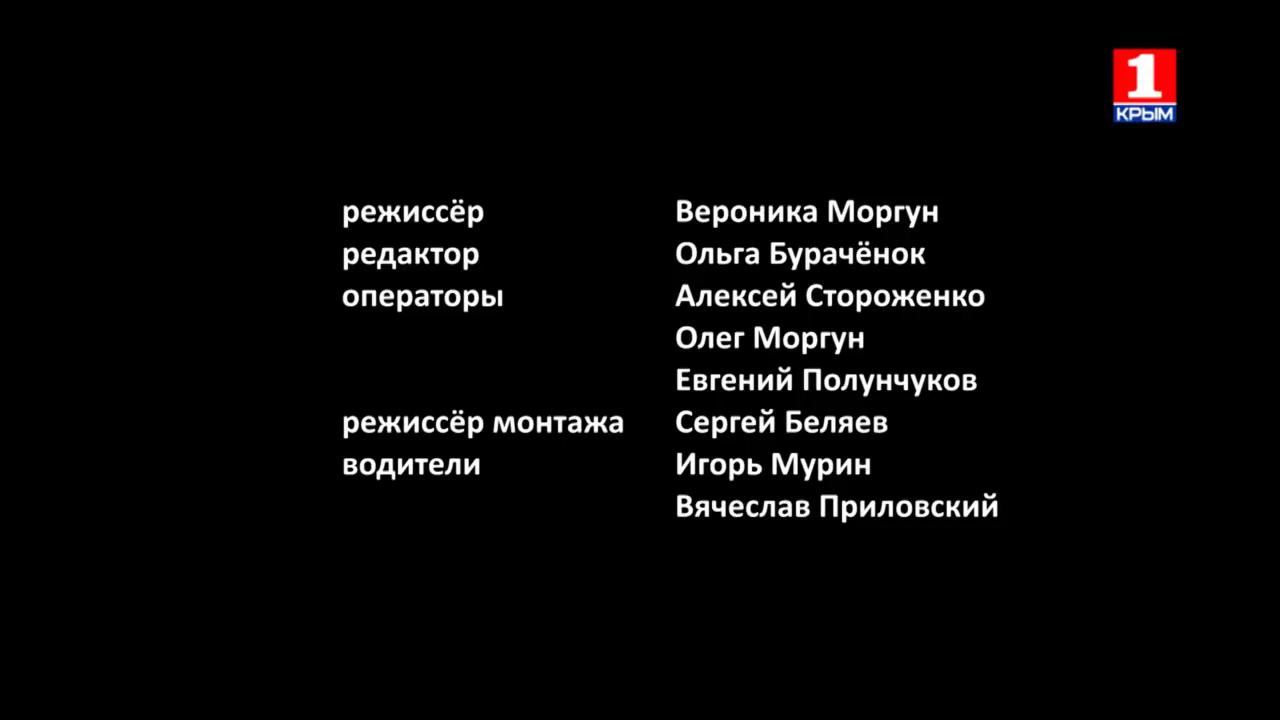 1
КРЫМ
режиссёр Вероника Моргун
редактор Ольга Бурачёнок
операторы Алексей Стороженко
Олег Моргун
Евгений Полунчуков
режиссёр монтажа Сергей Беляев
водители Игорь Мурин
Вячеслав Приловский